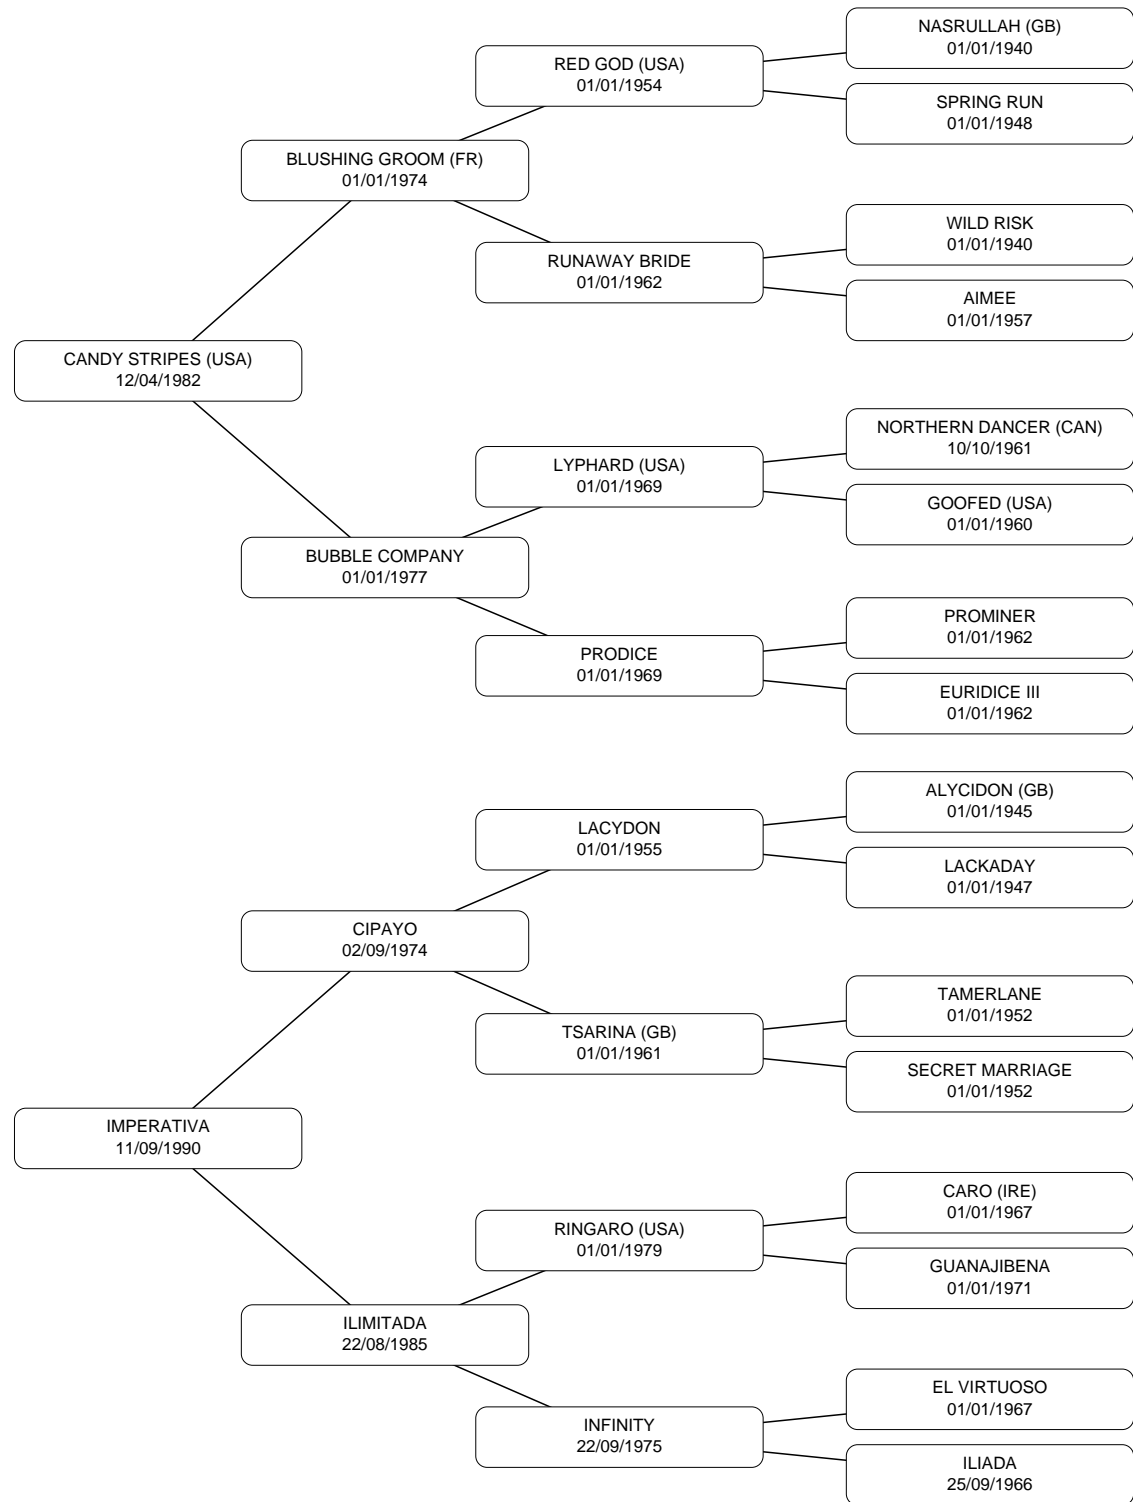 NASRULLAH (GB)
01/01/1940
RED GOD (USA)
01/01/1954
SPRING RUN
01/01/1948
BLUSHING GROOM (FR)
01/01/1974
WILD RISK
01/01/1940
RUNAWAY BRIDE
01/01/1962
AIMEE
01/01/1957
CANDY STRIPES (USA)
12/04/1982
NORTHERN DANCER (CAN)
10/10/1961
LYPHARD (USA)
01/01/1969
GOOFED (USA)
01/01/1960
BUBBLE COMPANY
01/01/1977
PROMINER
01/01/1962
PRODICE
01/01/1969
EURIDICE III
01/01/1962
ALYCIDON (GB)
01/01/1945
LACYDON
01/01/1955
LACKADAY
01/01/1947
CIPAYO
02/09/1974
TAMERLANE
01/01/1952
TSARINA (GB)
01/01/1961
SECRET MARRIAGE
01/01/1952
IMPERATIVA
11/09/1990
CARO (IRE)
01/01/1967
RINGARO (USA)
01/01/1979
GUANAJIBENA
01/01/1971
ILIMITADA
22/08/1985
EL VIRTUOSO
01/01/1967
INFINITY
22/09/1975
ILIADA
25/09/1966